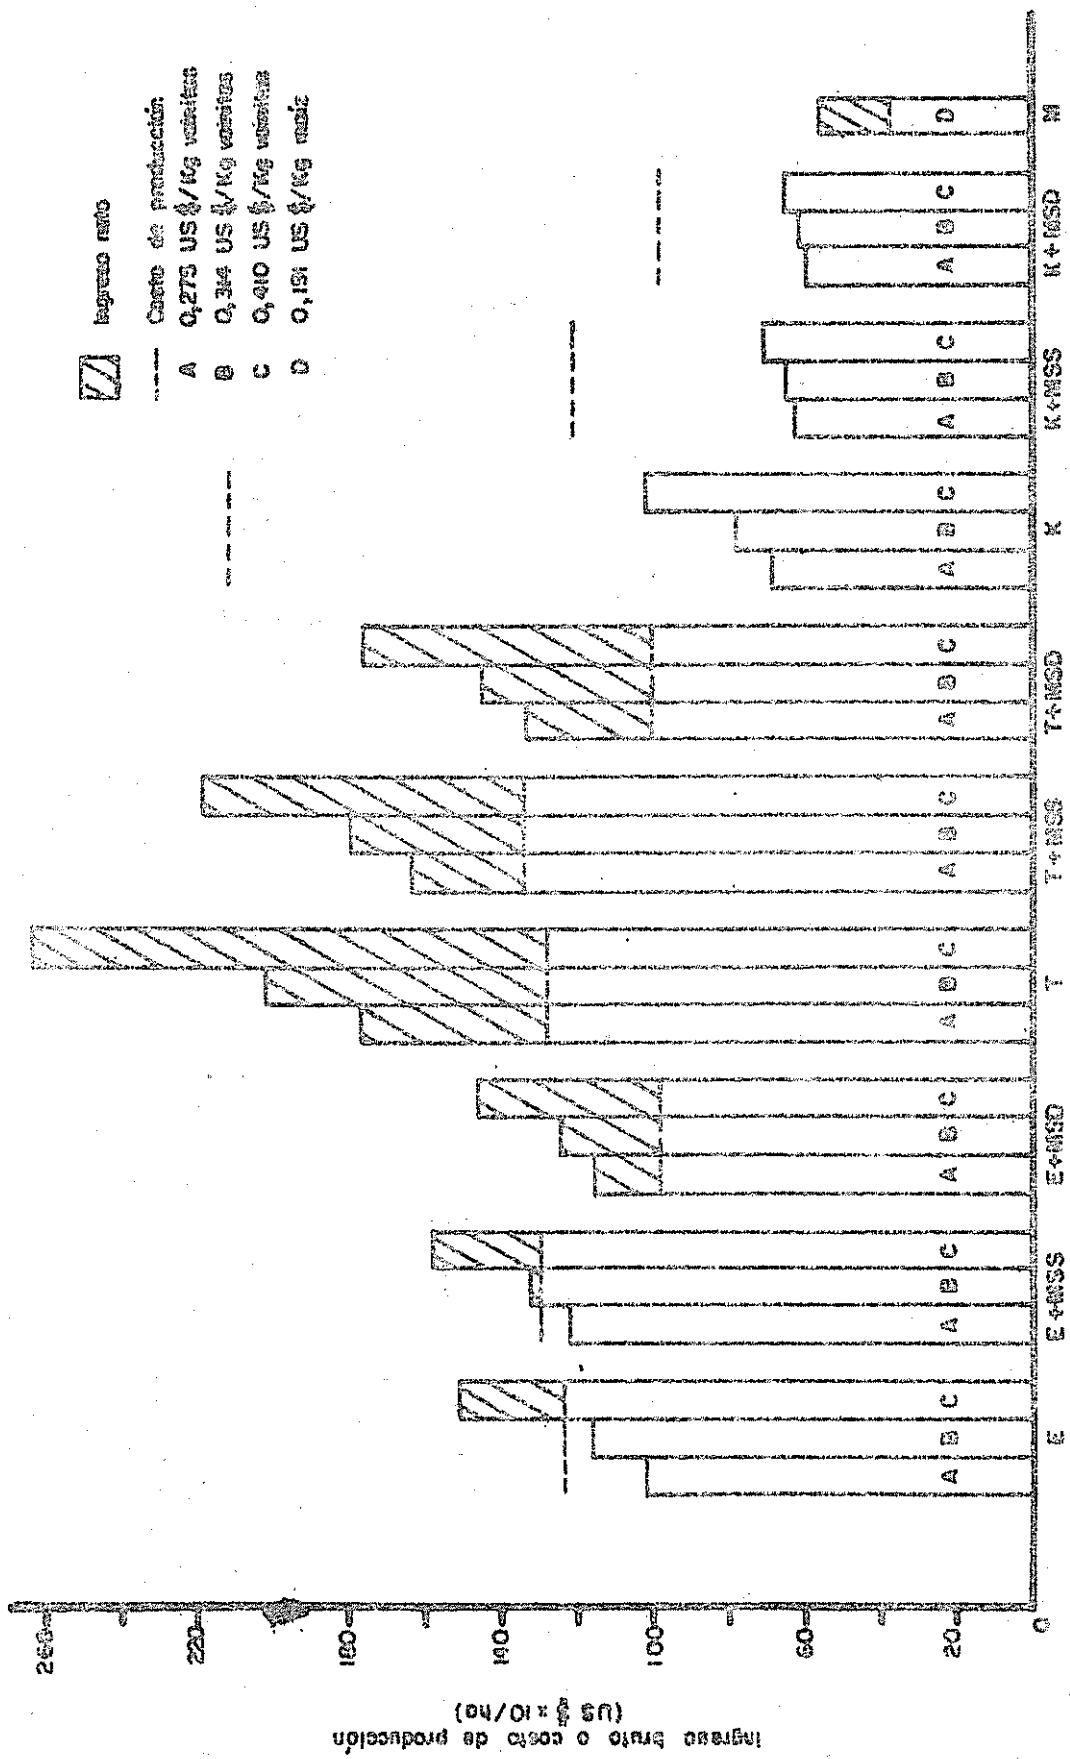 Ingreso neto
Costo de producción
A 0,275 US $/Kg vainitas
B 0,314 US $/Kg vainitas
C 0,410 US $/Kg vainitas
D 0,191 US $/Kg maíz
Ingreso bruto o costo de producción
(US $ x 10/ha)
260
220
180
140
100
60
20
0
A B C
A B C
A B C
A B C
A B C
A B C
A B C
A B C
A B C
D
E E+MSS E+MSD T T+MSS T+MSD K K+MSS K+MSD M